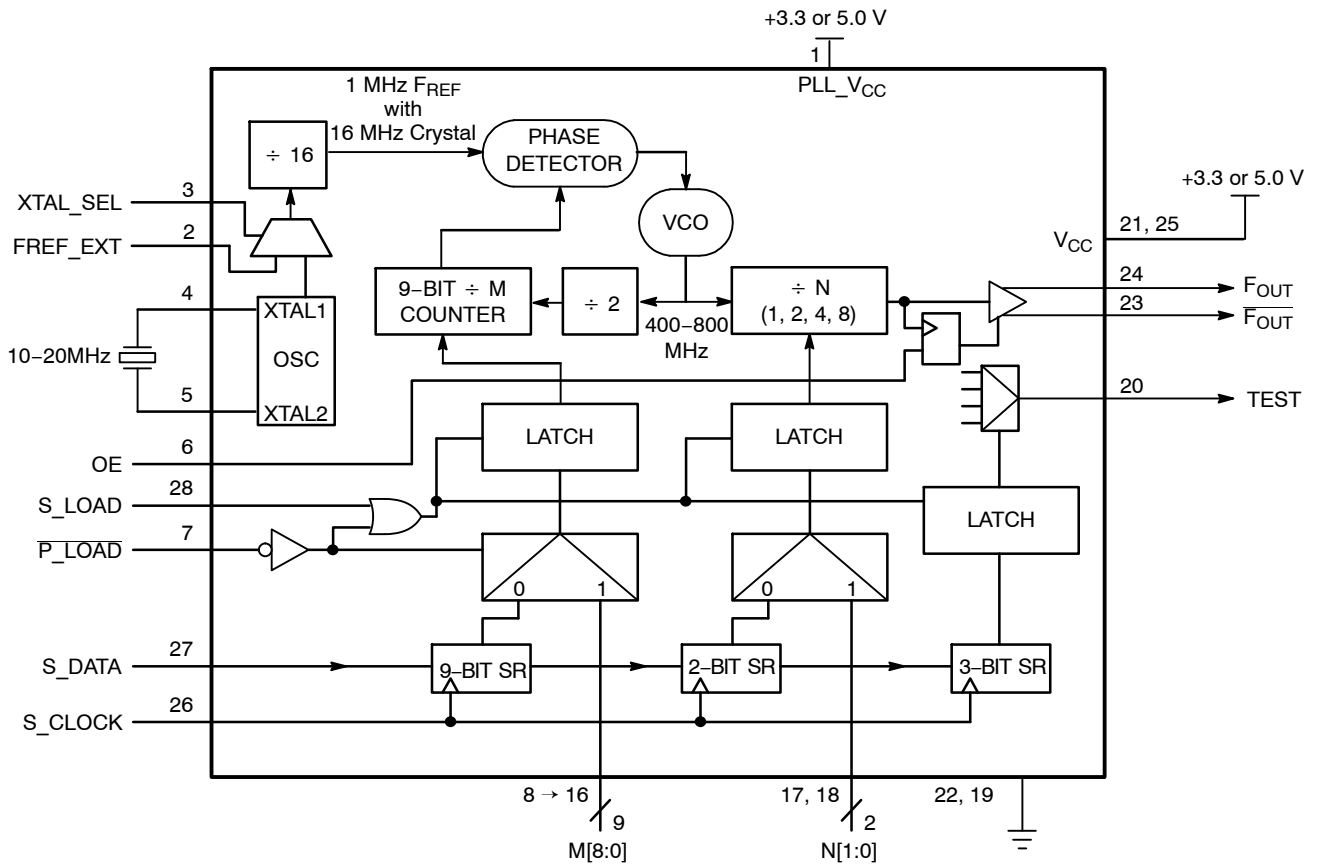 +3.3 or 5.0 V
1
PLL_VCC
1 MHz FREF
with
16 MHz Crystal
÷ 16
PHASE
DETECTOR
+3.3 or 5.0 V
XTAL_SEL
3
VCO
21, 25
VCC
FREF_EXT
2
9−BIT ÷ M
COUNTER
÷ 2
÷ N
(1, 2, 4, 8)
24
FOUT
23
FOUT
4
XTAL1
400−800
MHz
10−20MHz
OSC
5
XTAL2
20
TEST
LATCH
LATCH
OE
6
S_LOAD
28
LATCH
P_LOAD
7
0
1
0
1
S_DATA
27
9−BIT SR
2−BIT SR
3−BIT SR
S_CLOCK
26
8 → 16
9
M[8:0]
17, 18
2
N[1:0]
22, 19